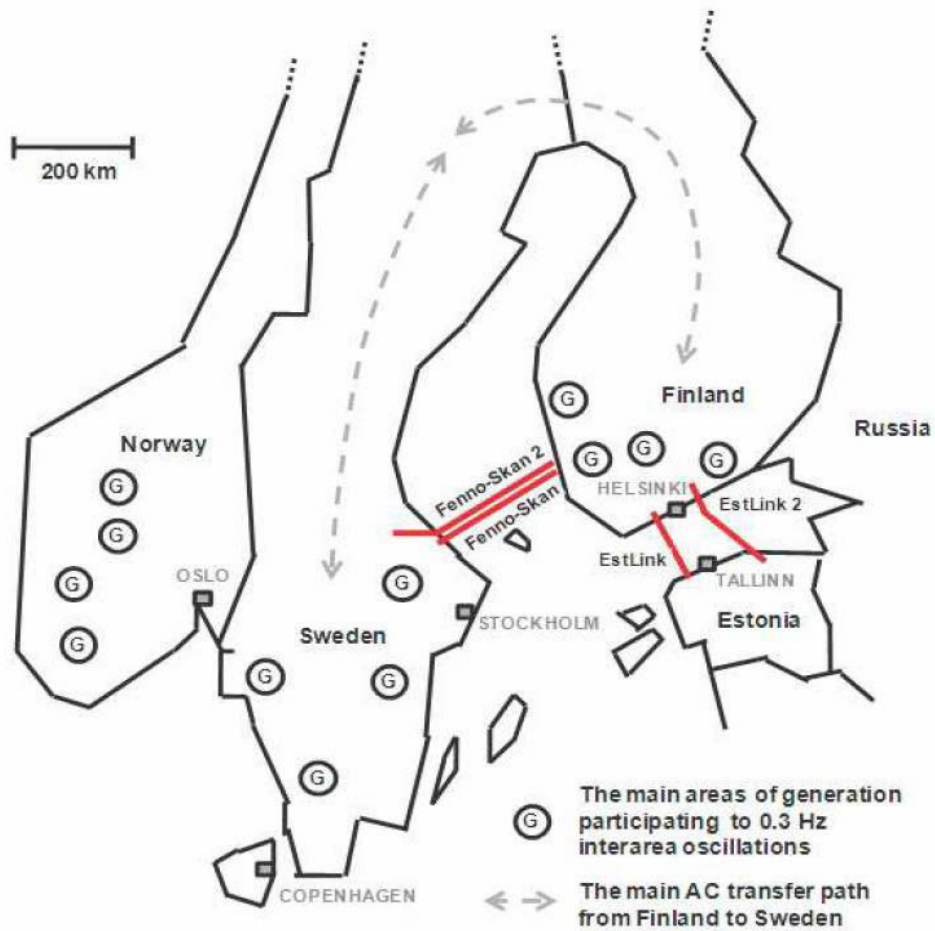 200 km
Norway
G
G
G
G
OSLO
Sweden
G
G
G
G
STOCKHOLM
COPENHAGEN
Fenno-Skan 2
Fenno-Skan
Finland
G
G
G
G
HELSINKI
Russia
EstLink 2
EstLink
TALLINN
Estonia
G
The main areas of generation
participating to 0.3 Hz
interarea oscillations
The main AC transfer path
from Finland to Sweden